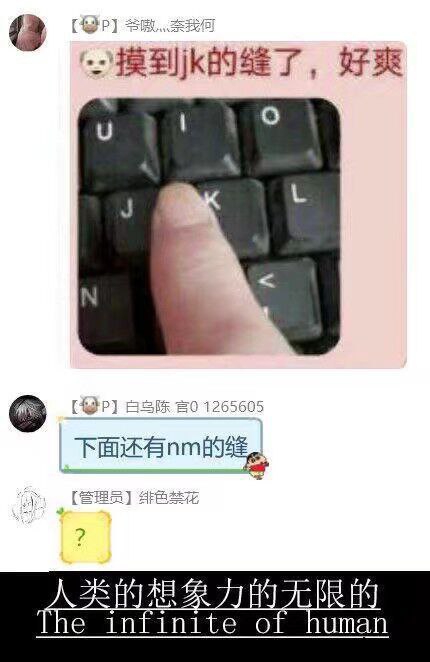 【🐶P】爷嗷灬奈我何
🐶摸到jk的缝了，好爽
U I O
J K L
N <
【🐶P】白乌陈 官0 1265605
下面还有nm的缝
【管理员】绯色禁花
？
人类的想象力的无限的
The infinite of human